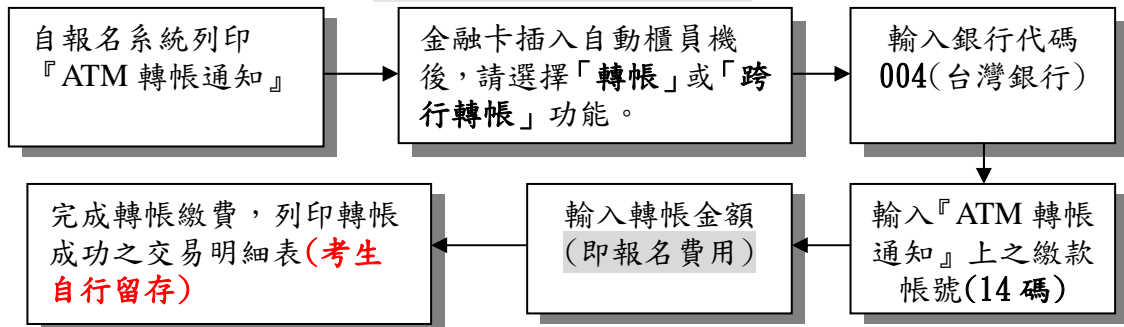 自報名系統列印
『ATM 轉帳通知』
金融卡插入自動櫃員機
後，請選擇「轉帳」或「跨
行轉帳」功能。
輸入銀行代碼
004(台灣銀行)
輸入『ATM 轉帳
通知』上之繳款
帳號(14 碼)
輸入轉帳金額
(即報名費用)
完成轉帳繳費，列印轉帳
成功之交易明細表(考生
自行留存)